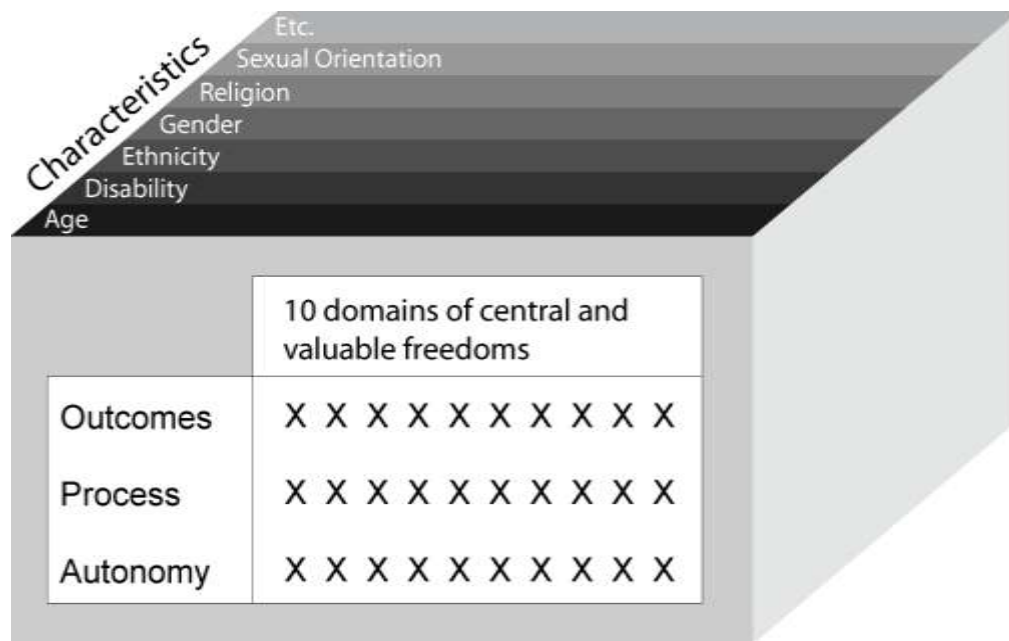 Characteristics
Etc.
Sexual Orientation
Religion
Gender
Ethnicity
Disability
Age
10 domains of central and
valuable freedoms
Outcomes X X X X X X X X X X
Process X X X X X X X X X X
Autonomy X X X X X X X X X X